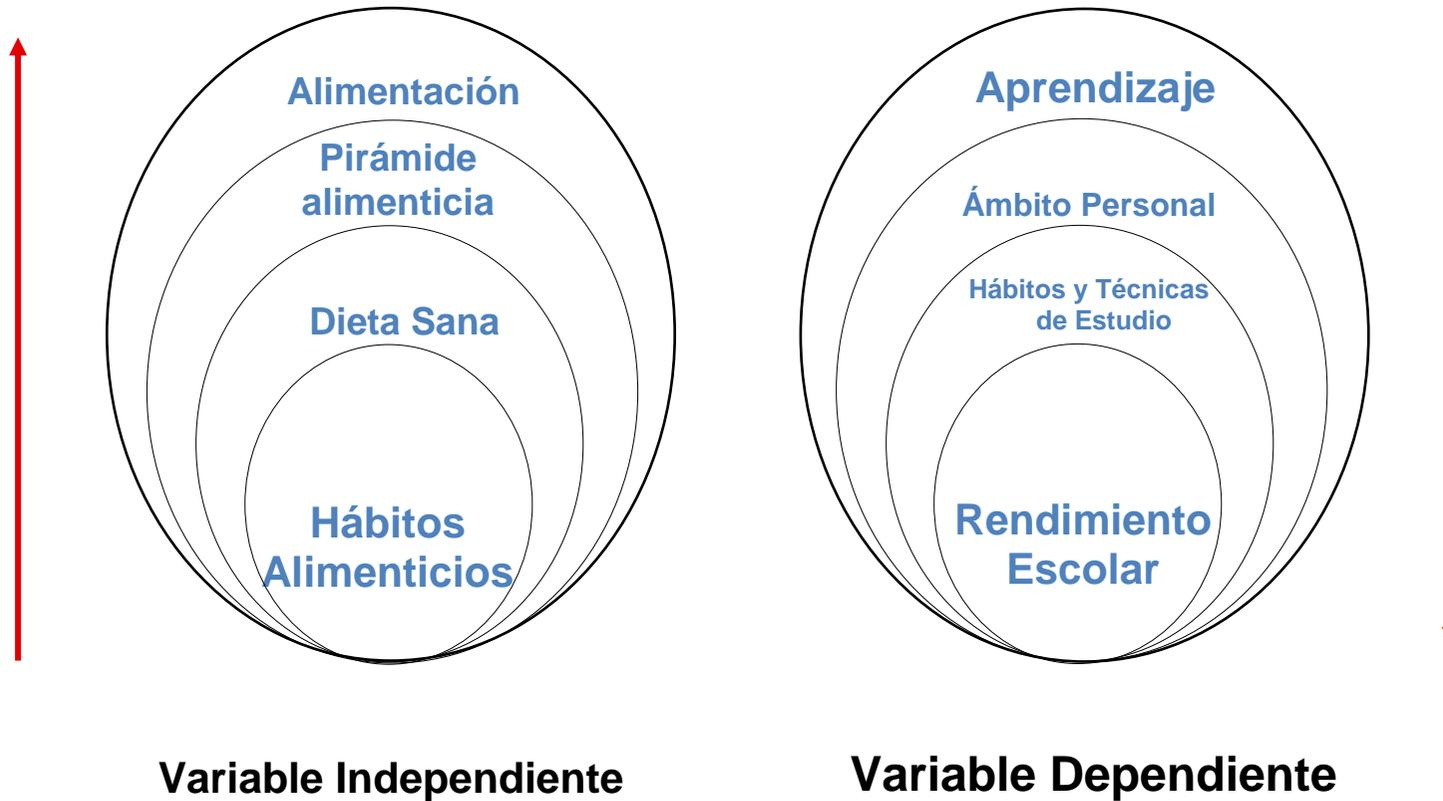 Alimentación
Pirámide
alimenticia
Dieta Sana
Hábitos
Alimenticios
Variable Independiente
Aprendizaje
Ámbito Personal
Hábitos y Técnicas
de Estudio
Rendimiento
Escolar
Variable Dependiente